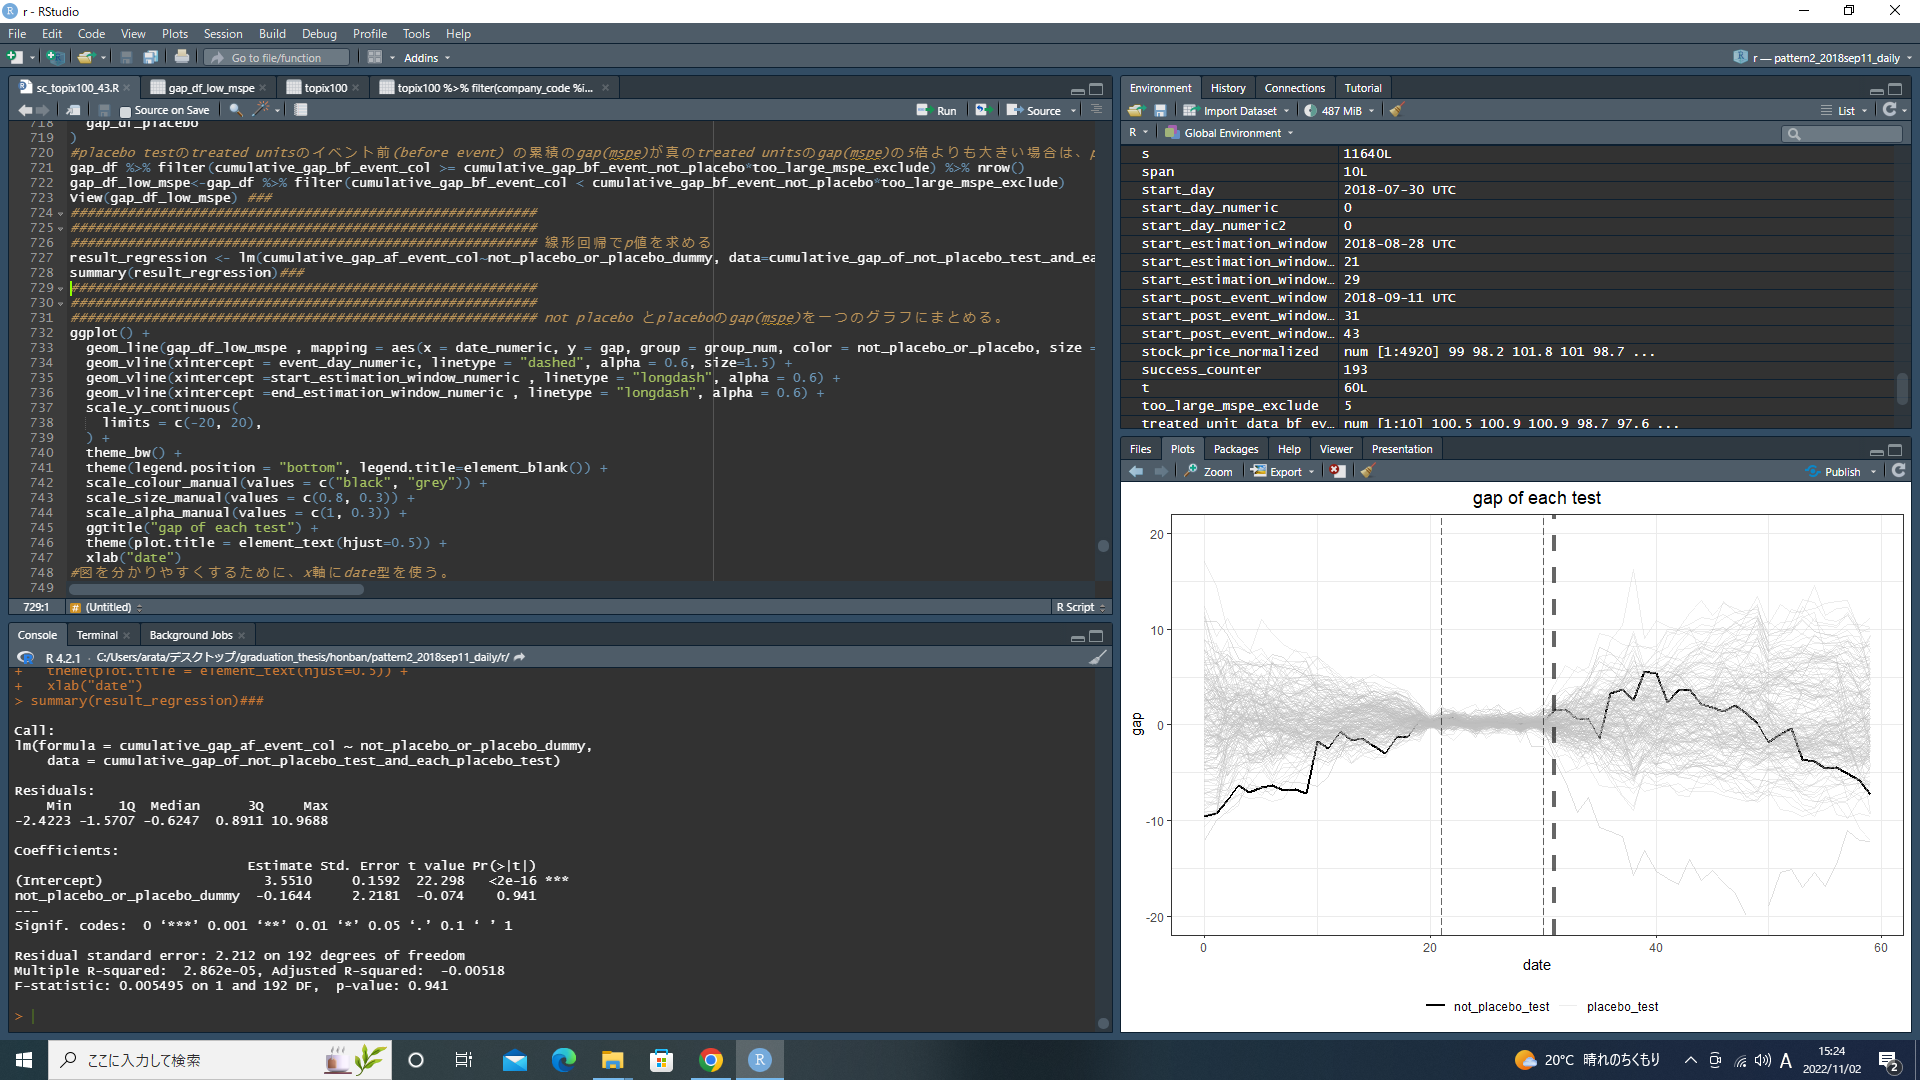 r - RStudio
File Edit Code View Plots Session Build Debug Profile Tools Help
Go to file/function Addins r — pattern2_2018sep11_daily
sc_topix100_43.R gap_df_low_mspe topix100 topix100 %>% filter(company_code %i...
Source on Save Run Source
718 gap_df_placebo
719 )
720 #placebo testのtreated unitsのイベント前(before event) の累積のgap(mspe)が真のtreated unitsのgap(mspe)の5倍よりも大きい場合は、p
721 gap_df %>% filter(cumulative_gap_bf_event_col >= cumulative_gap_bf_event_not_placebo*too_large_mspe_exclude) %>% nrow()
722 gap_df_low_mspe<-gap_df %>% filter(cumulative_gap_bf_event_col < cumulative_gap_bf_event_not_placebo*too_large_mspe_exclude)
723 View(gap_df_low_mspe) ###
724 ##########################################################
725 ##########################################################
726 ########################################################## 線形回帰でp値を求める
727 result_regression <- lm(cumulative_gap_af_event_col~not_placebo_or_placebo_dummy, data=cumulative_gap_of_not_placebo_test_and_ea
728 summary(result_regression)###
729 ##########################################################
730 ##########################################################
731 ########################################################## not placebo とplaceboのgap(mspe)を一つのグラフにまとめる。
732 ggplot() +
733 geom_line(gap_df_low_mspe , mapping = aes(x = date_numeric, y = gap, group = group_num, color = not_placebo_or_placebo, size =
734 geom_vline(xintercept = event_day_numeric, linetype = "dashed", alpha = 0.6, size=1.5) +
735 geom_vline(xintercept =start_estimation_window_numeric , linetype = "longdash", alpha = 0.6) +
736 geom_vline(xintercept =end_estimation_window_numeric , linetype = "longdash", alpha = 0.6) +
737 scale_y_continuous(
738 limits = c(-20, 20),
739 ) +
740 theme_bw() +
741 theme(legend.position = "bottom", legend.title=element_blank()) +
742 scale_colour_manual(values = c("black", "grey")) +
743 scale_size_manual(values = c(0.8, 0.3)) +
744 scale_alpha_manual(values = c(1, 0.3)) +
745 ggtitle("gap of each test") +
746 theme(plot.title = element_text(hjust=0.5)) +
747 xlab("date")
748 #図を分かりやすくするために、x軸にdate型を使う。
749
729:1 # (Untitled) R Script
Console Terminal Background Jobs
R 4.2.1 · C:/Users/arata/デスクトップ/graduation_thesis/honban/pattern2_2018sep11_daily/r/
+ theme(plot.title = element_text(hjust=0.5)) +
+ xlab("date")
> summary(result_regression)###
Call:
lm(formula = cumulative_gap_af_event_col ~ not_placebo_or_placebo_dummy,
data = cumulative_gap_of_not_placebo_test_and_each_placebo_test)
Residuals:
Min 1Q Median 3Q Max
-2.4223 -1.5707 -0.6247 0.8911 10.9688
Coefficients:
Estimate Std. Error t value Pr(>|t|)
(Intercept) 3.5510 0.1592 22.298 <2e-16 ***
not_placebo_or_placebo_dummy -0.1644 2.2181 -0.074 0.941
---
Signif. codes: 0 ‘***’ 0.001 ‘**’ 0.01 ‘*’ 0.05 ‘.’ 0.1 ‘ ’ 1
Residual standard error: 2.212 on 192 degrees of freedom
Multiple R-squared: 2.862e-05, Adjusted R-squared: -0.00518
F-statistic: 0.005495 on 1 and 192 DF, p-value: 0.941
>
Environment History Connections Tutorial
Import Dataset 487 MiB List
R Global Environment
s 11640L
span 10L
start_day 2018-07-30 UTC
start_day_numeric 0
start_day_numeric2 0
start_estimation_window 2018-08-28 UTC
start_estimation_window… 21
start_estimation_window… 29
start_post_event_window 2018-09-11 UTC
start_post_event_window… 31
start_post_event_window… 43
stock_price_normalized num [1:4920] 99 98.2 101.8 101 98.7 ...
success_counter 193
t 60L
too_large_mspe_exclude 5
treated_unit_data_bf_ev… num [1:10] 100.5 100.9 100.9 98.7 97.6 ...
Files Plots Packages Help Viewer Presentation
Zoom Export Publish
gap of each test
20
10
0
-10
-20
gap
0 20 40 60
date
not_placebo_test placebo_test
ここに入力して検索
20°C 晴れのちくもり A 15:24
2022/11/02 2